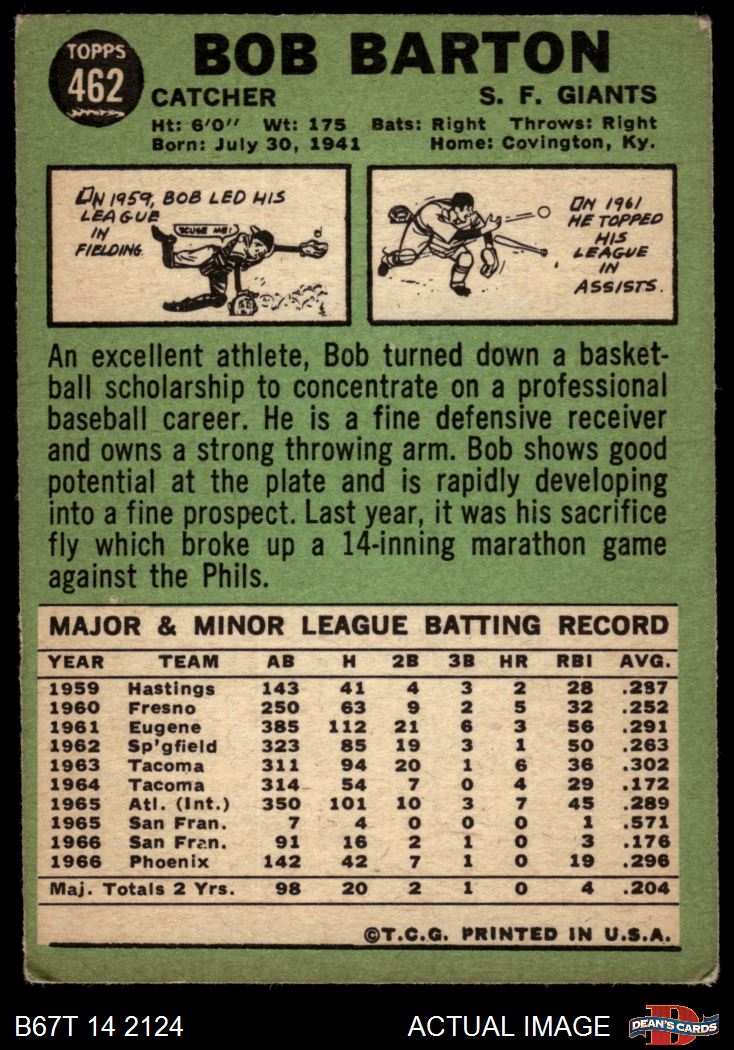 TOPPS
462
BOB BARTON
CATCHER S. F. GIANTS
Ht: 6'0" Wt: 175 Bats: Right Throws: Right
Born: July 30, 1941 Home: Covington, Ky.
ON 1959, BOB LED HIS
LEAGUE
IN
FIELDING.
'SCUSE ME!
ON 1961
HE TOPPED
HIS
LEAGUE
IN
ASSISTS.
An excellent athlete, Bob turned down a basket-
ball scholarship to concentrate on a professional
baseball career. He is a fine defensive receiver
and owns a strong throwing arm. Bob shows good
potential at the plate and is rapidly developing
into a fine prospect. Last year, it was his sacrifice
fly which broke up a 14-inning marathon game
against the Phils.
MAJOR & MINOR LEAGUE BATTING RECORD
YEAR TEAM AB H 2B 3B HR RBI AVG.
1959 Hastings 143 41 4 3 2 28 .287
1960 Fresno 250 63 9 2 5 32 .252
1961 Eugene 385 112 21 6 3 56 .291
1962 Sp'gfield 323 85 19 3 1 50 .263
1963 Tacoma 311 94 20 1 6 36 .302
1964 Tacoma 314 54 7 0 4 29 .172
1965 Atl. (Int.) 350 101 10 3 7 45 .289
1965 San Fran. 7 4 0 0 0 1 .571
1966 San Fran. 91 16 2 1 0 3 .176
1966 Phoenix 142 42 7 1 0 19 .296
Maj. Totals 2 Yrs. 98 20 2 1 0 4 .204
©T.C.G. PRINTED IN U.S.A.
B67T 14 2124 ACTUAL IMAGE
D
DEAN'S CARDS